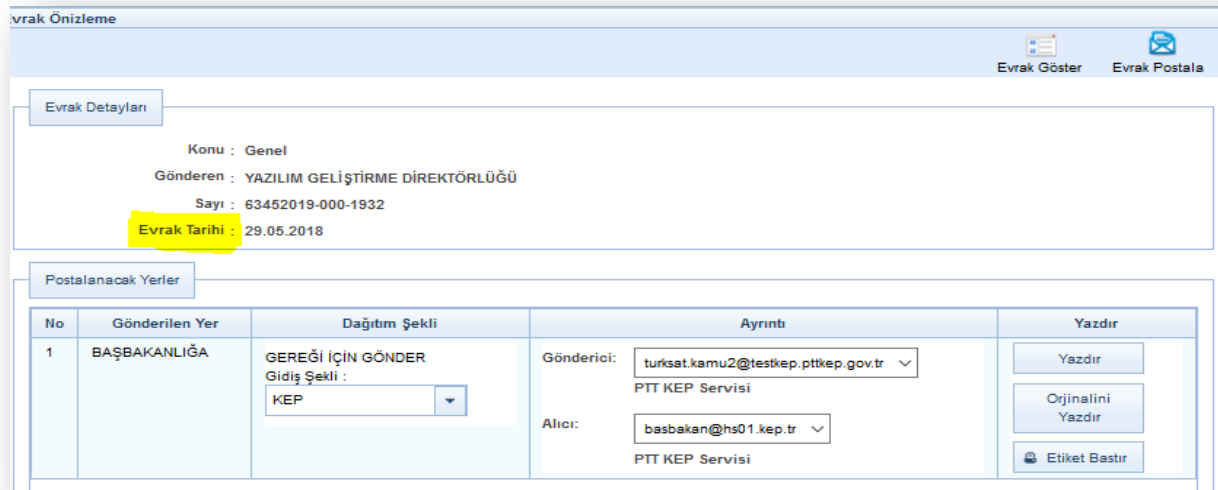 vrak Önizleme
Evrak Göster Evrak Postala
Evrak Detayları
Konu : Genel
Gönderen : YAZILIM GELİŞTİRME DİREKTÖRLÜĞÜ
Sayı : 63452019-000-1932
Evrak Tarihi : 29.05.2018
Postalanacak Yerler
No Gönderilen Yer Dağıtım Şekli Ayrıntı Yazdır
1 BAŞBAKANLIĞA
GEREĞİ İÇİN GÖNDER
Gidiş Şekli :
KEP
Gönderici: turksat.kamu2@testkep.pttkep.gov.tr
PTT KEP Servisi
Alıcı: basbakan@hs01.kep.tr
PTT KEP Servisi
Yazdır
Orjinalini
Yazdır
Etiket Bastır